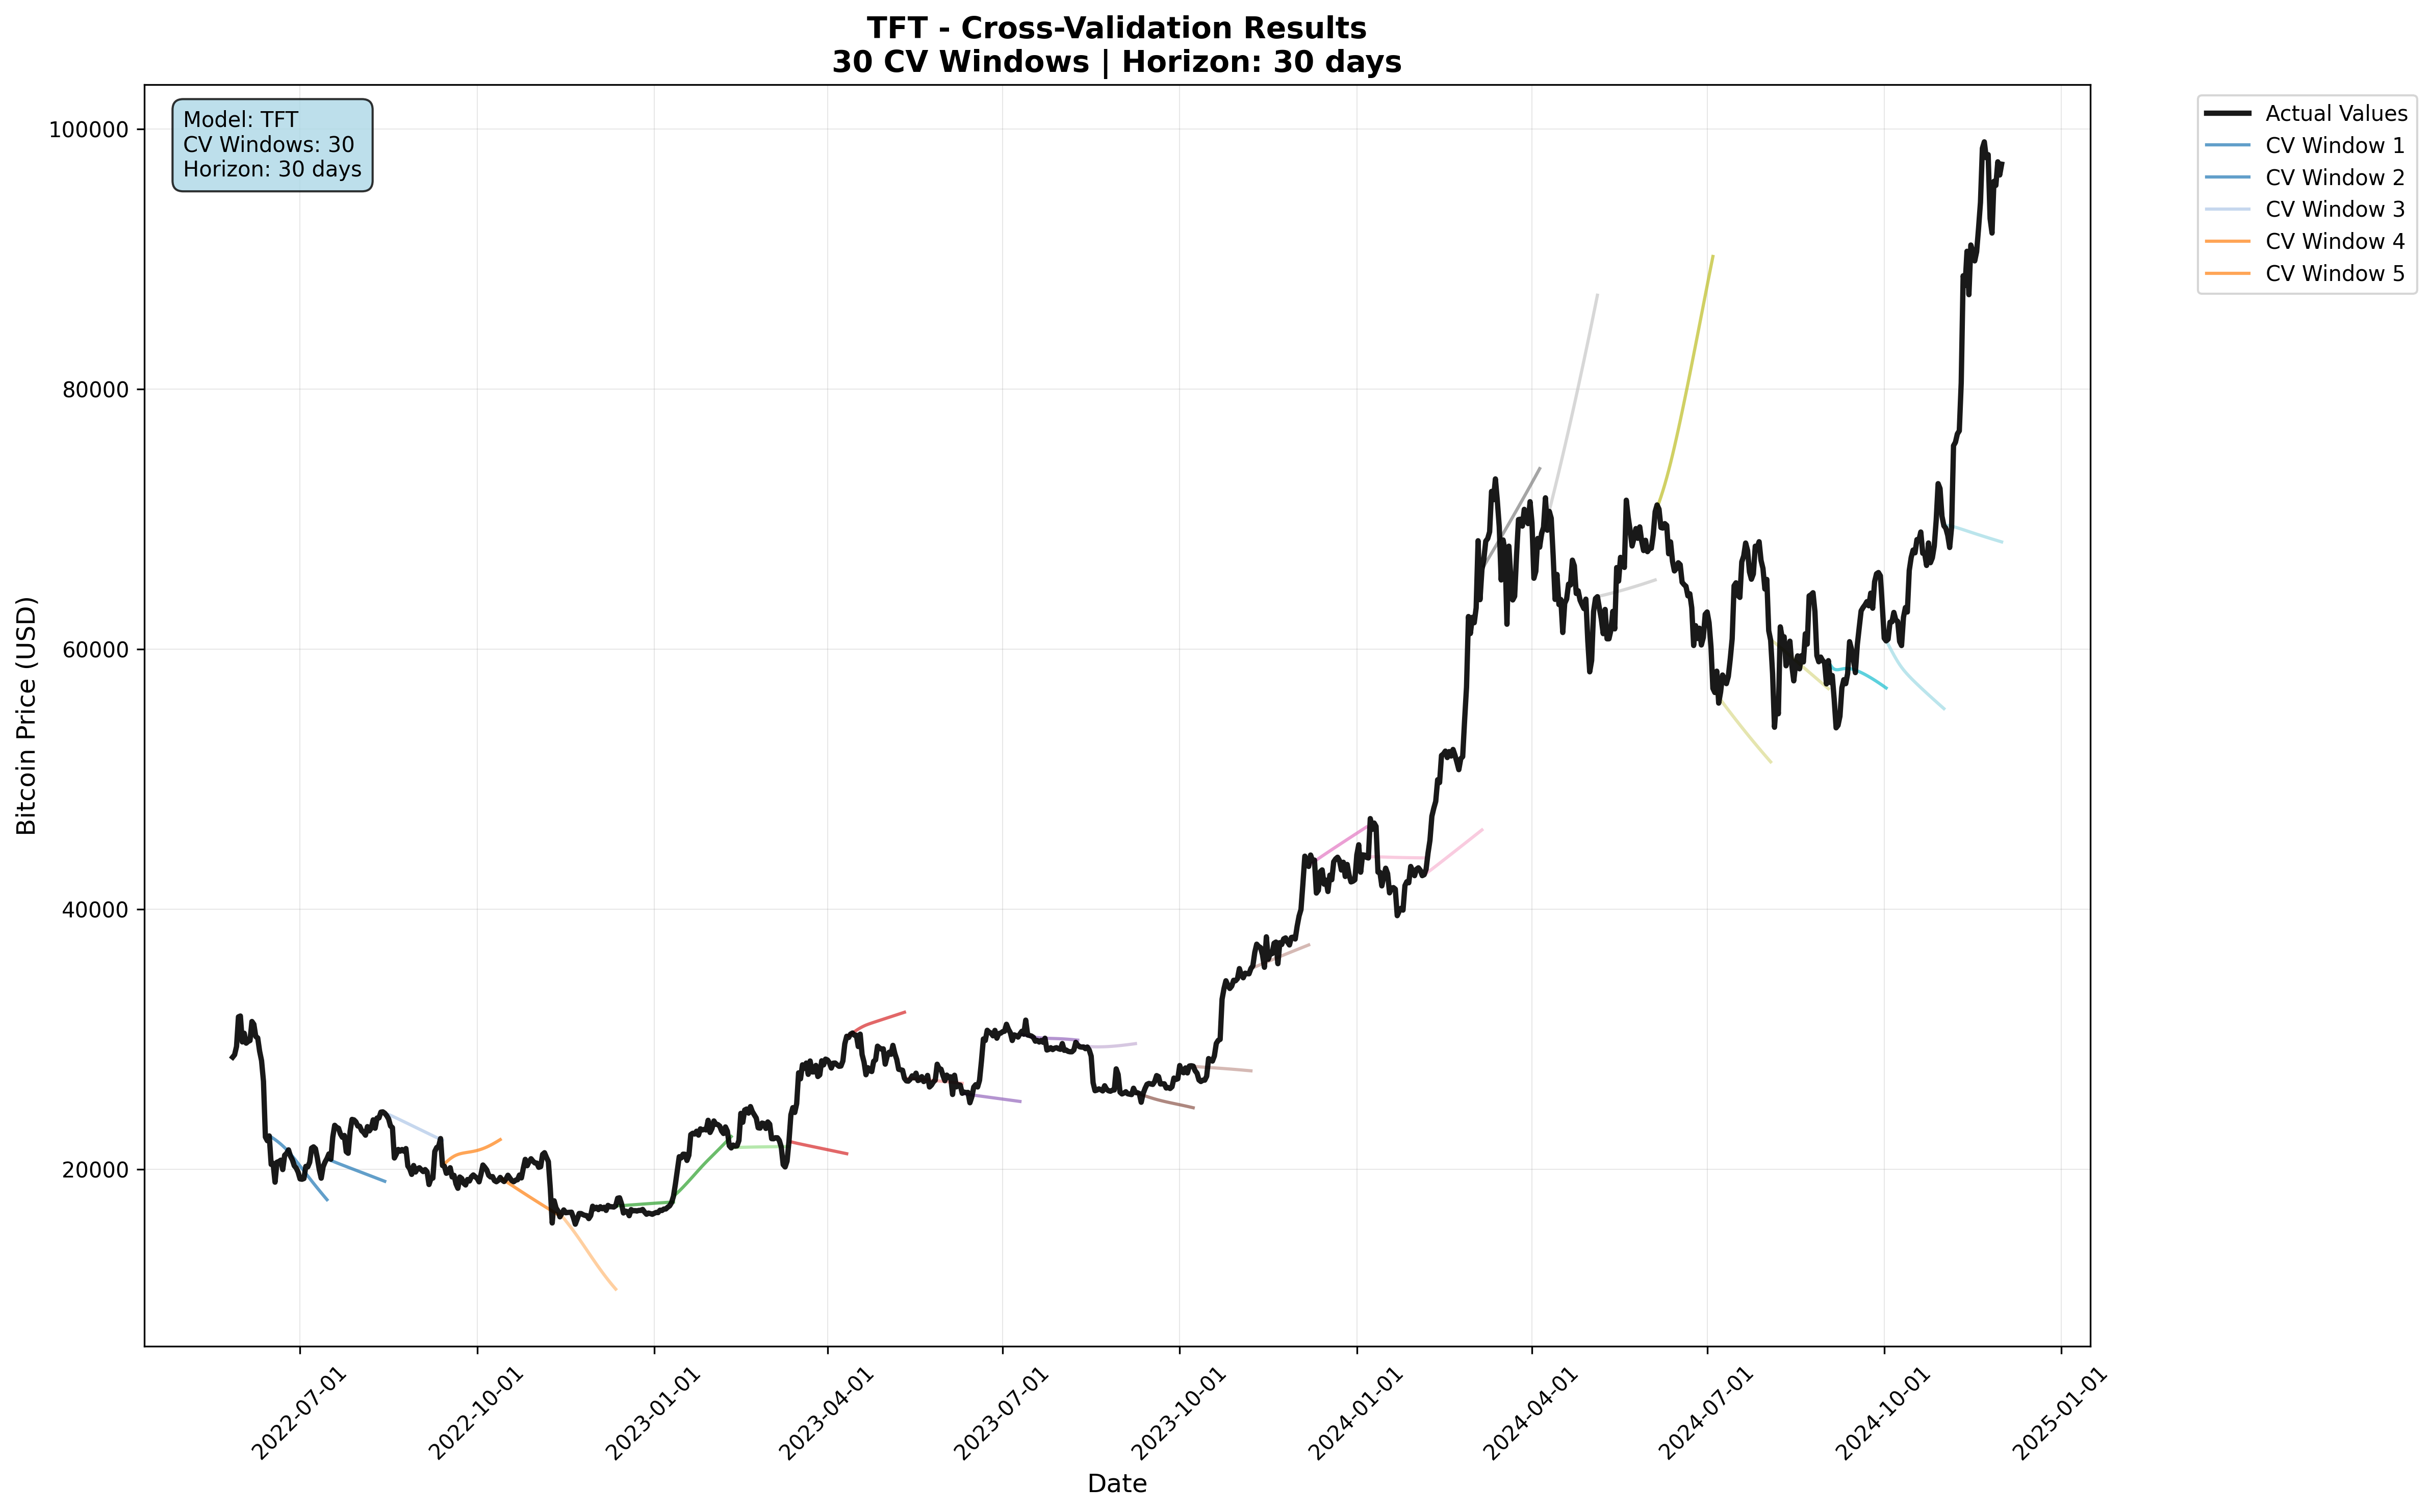 TFT - Cross-Validation Results
30 CV Windows | Horizon: 30 days
Model: TFT
CV Windows: 30
Horizon: 30 days
Actual Values
CV Window 1
CV Window 2
CV Window 3
CV Window 4
CV Window 5
Bitcoin Price (USD)
100000
80000
60000
40000
20000
2022-07-01
2022-10-01
2023-01-01
2023-04-01
2023-07-01
2023-10-01
2024-01-01
2024-04-01
2024-07-01
2024-10-01
2025-01-01
Date